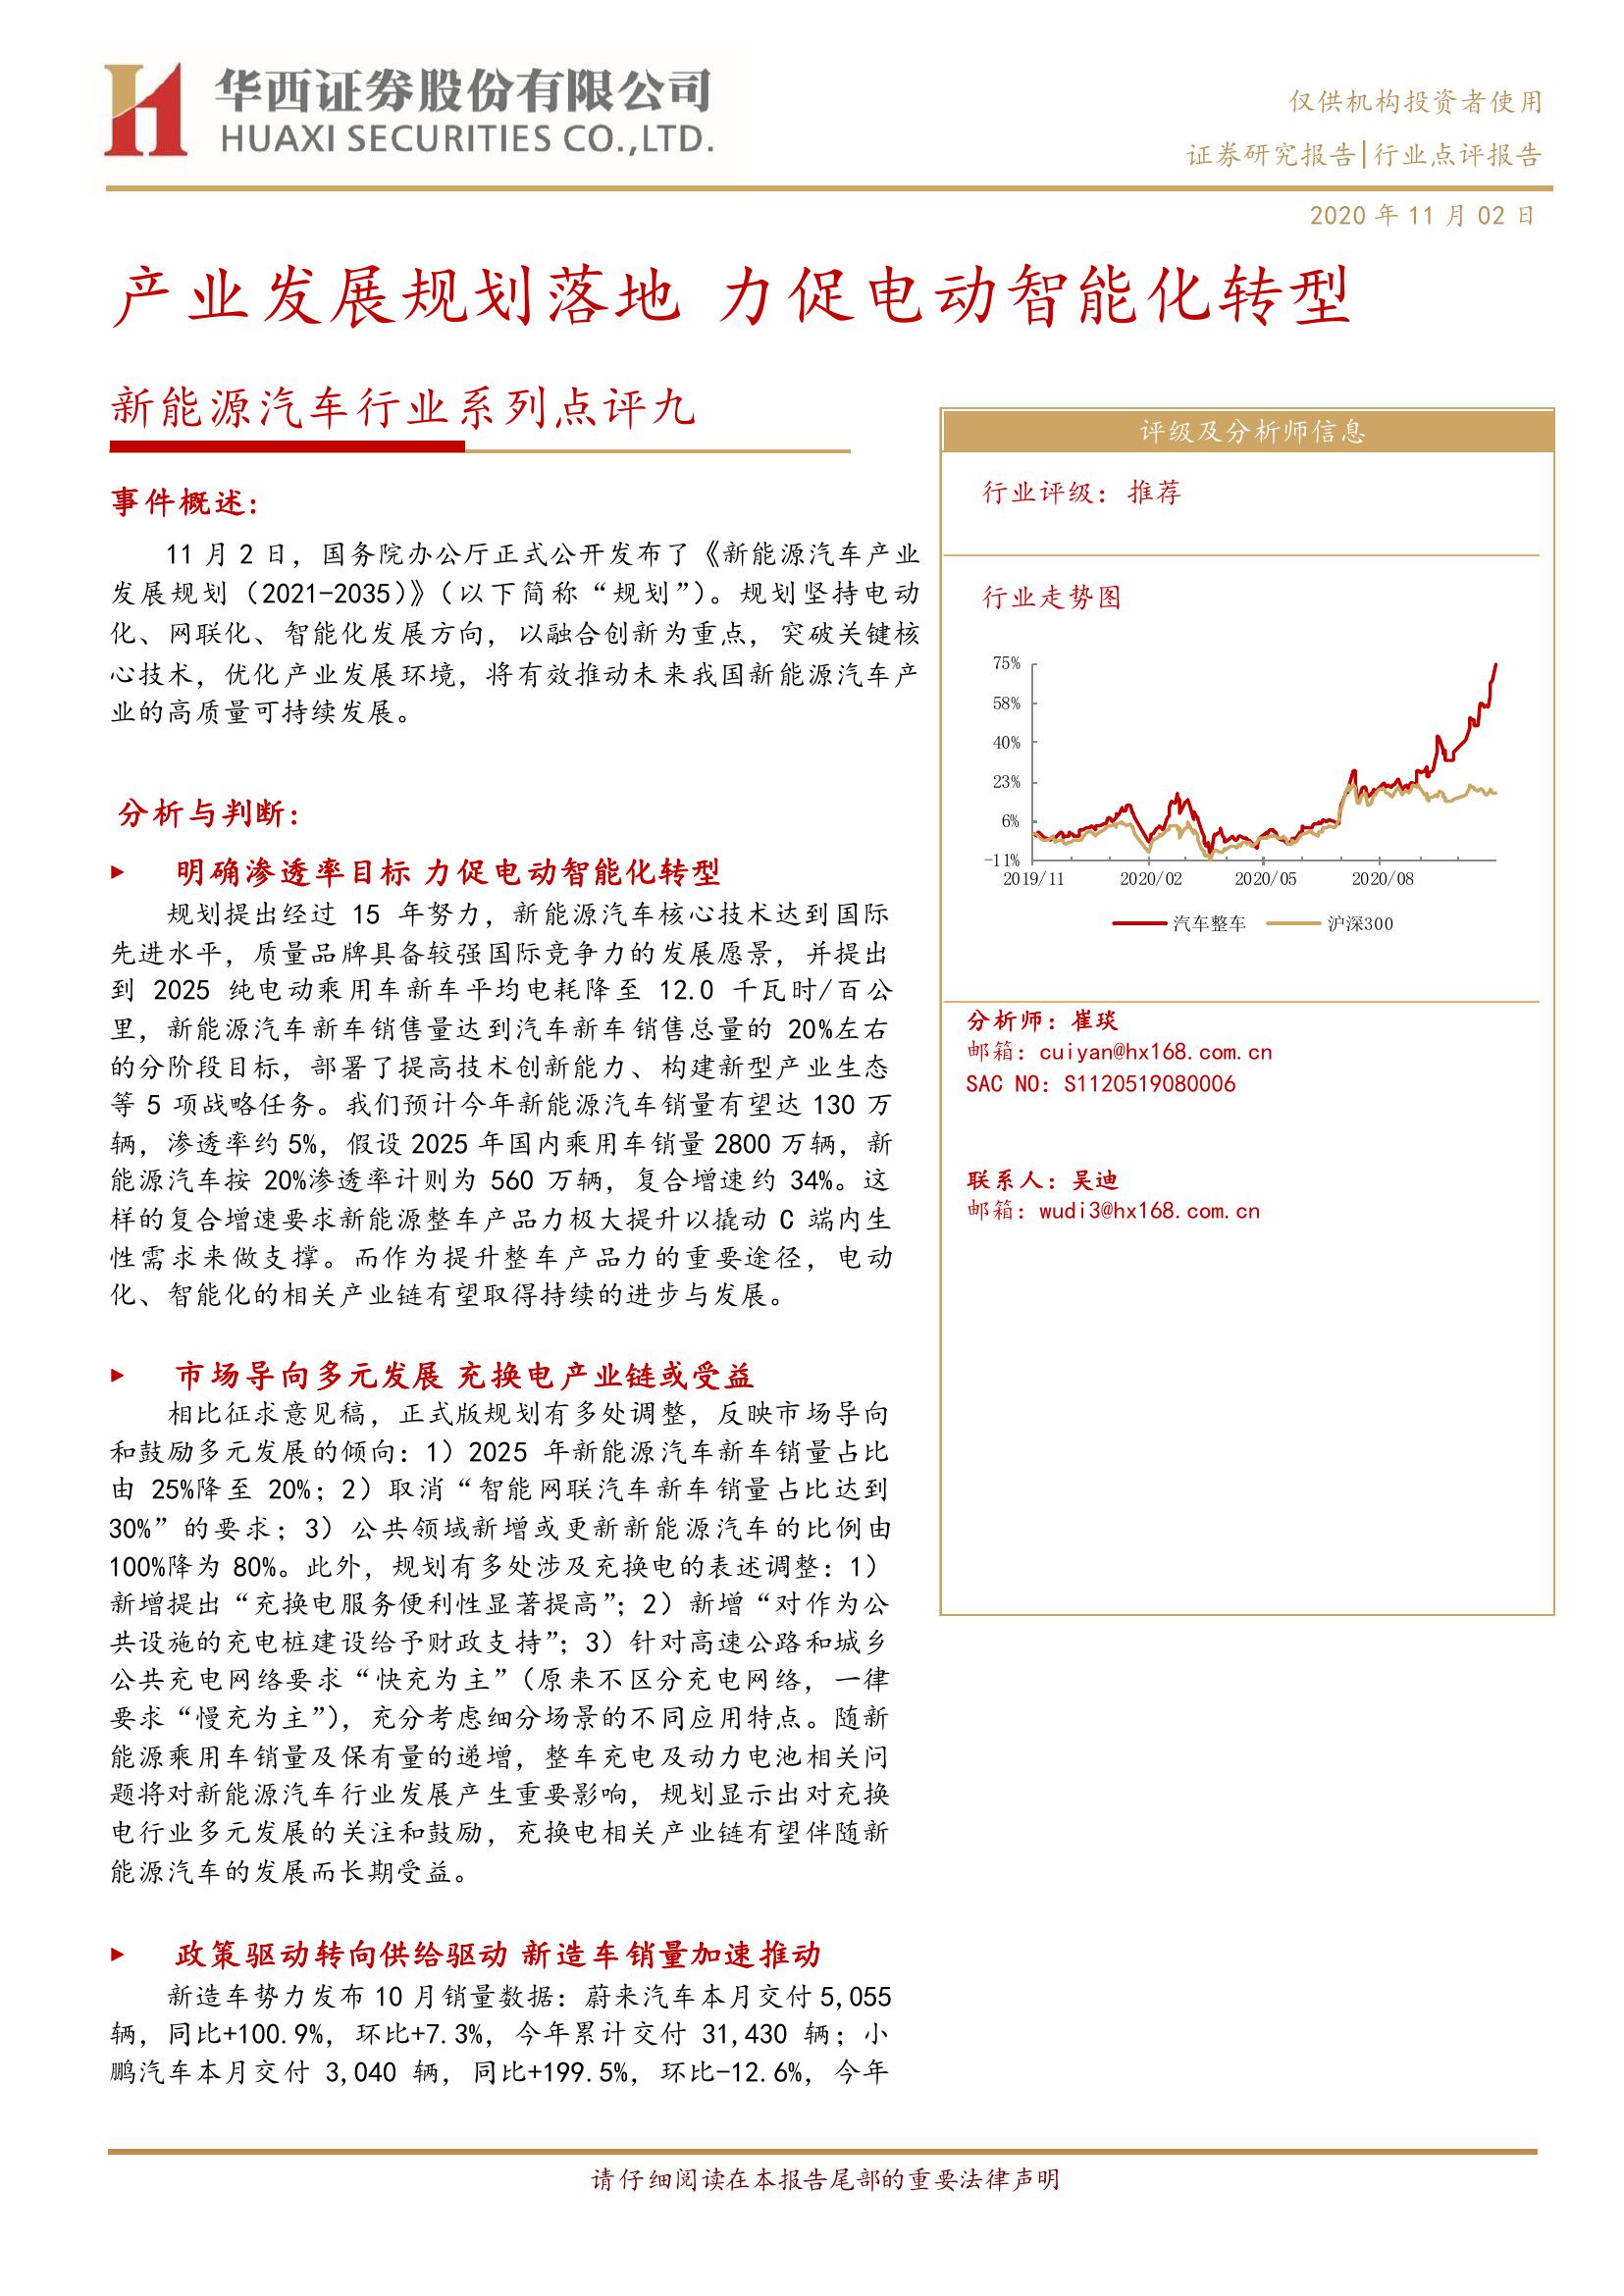 华西证券股份有限公司
HUAXI SECURITIES CO.,LTD.
仅供机构投资者使用
证券研究报告|行业点评报告
2020 年 11 月 02 日
产业发展规划落地 力促电动智能化转型
新能源汽车行业系列点评九
事件概述：
11 月 2 日，国务院办公厅正式公开发布了《新能源汽车产业
发展规划（2021-2035）》（以下简称“规划”）。规划坚持电动
化、网联化、智能化发展方向，以融合创新为重点，突破关键核
心技术，优化产业发展环境，将有效推动未来我国新能源汽车产
业的高质量可持续发展。
分析与判断：
► 明确渗透率目标 力促电动智能化转型
规划提出经过 15 年努力，新能源汽车核心技术达到国际
先进水平，质量品牌具备较强国际竞争力的发展愿景，并提出
到 2025 纯电动乘用车新车平均电耗降至 12.0 千瓦时/百公
里，新能源汽车新车销售量达到汽车新车销售总量的 20%左右
的分阶段目标，部署了提高技术创新能力、构建新型产业生态
等 5 项战略任务。我们预计今年新能源汽车销量有望达 130 万
辆，渗透率约 5%，假设 2025 年国内乘用车销量 2800 万辆，新
能源汽车按 20%渗透率计则为 560 万辆，复合增速约 34%。这
样的复合增速要求新能源整车产品力极大提升以撬动 C 端内生
性需求来做支撑。而作为提升整车产品力的重要途径，电动
化、智能化的相关产业链有望取得持续的进步与发展。
► 市场导向多元发展 充换电产业链或受益
相比征求意见稿，正式版规划有多处调整，反映市场导向
和鼓励多元发展的倾向：1）2025 年新能源汽车新车销量占比
由 25%降至 20%；2）取消“智能网联汽车新车销量占比达到
30%”的要求；3）公共领域新增或更新新能源汽车的比例由
100%降为 80%。此外，规划有多处涉及充换电的表述调整：1）
新增提出“充换电服务便利性显著提高”；2）新增“对作为公
共设施的充电桩建设给予财政支持”；3）针对高速公路和城乡
公共充电网络要求“快充为主”（原来不区分充电网络，一律
要求“慢充为主”），充分考虑细分场景的不同应用特点。随新
能源乘用车销量及保有量的递增，整车充电及动力电池相关问
题将对新能源汽车行业发展产生重要影响，规划显示出对充换
电行业多元发展的关注和鼓励，充换电相关产业链有望伴随新
能源汽车的发展而长期受益。
► 政策驱动转向供给驱动 新造车销量加速推动
新造车势力发布 10 月销量数据：蔚来汽车本月交付 5,055
辆，同比+100.9%，环比+7.3%，今年累计交付 31,430 辆；小
鹏汽车本月交付 3,040 辆，同比+199.5%，环比-12.6%，今年
评级及分析师信息
行业评级：推荐
行业走势图
75%
58%
40%
23%
6%
-11%
2019/11 2020/02 2020/05 2020/08
汽车整车 沪深300
分析师：崔琰
邮箱：cuiyan@hx168.com.cn
SAC NO：S1120519080006
联系人：吴迪
邮箱：wudi3@hx168.com.cn
请仔细阅读在本报告尾部的重要法律声明